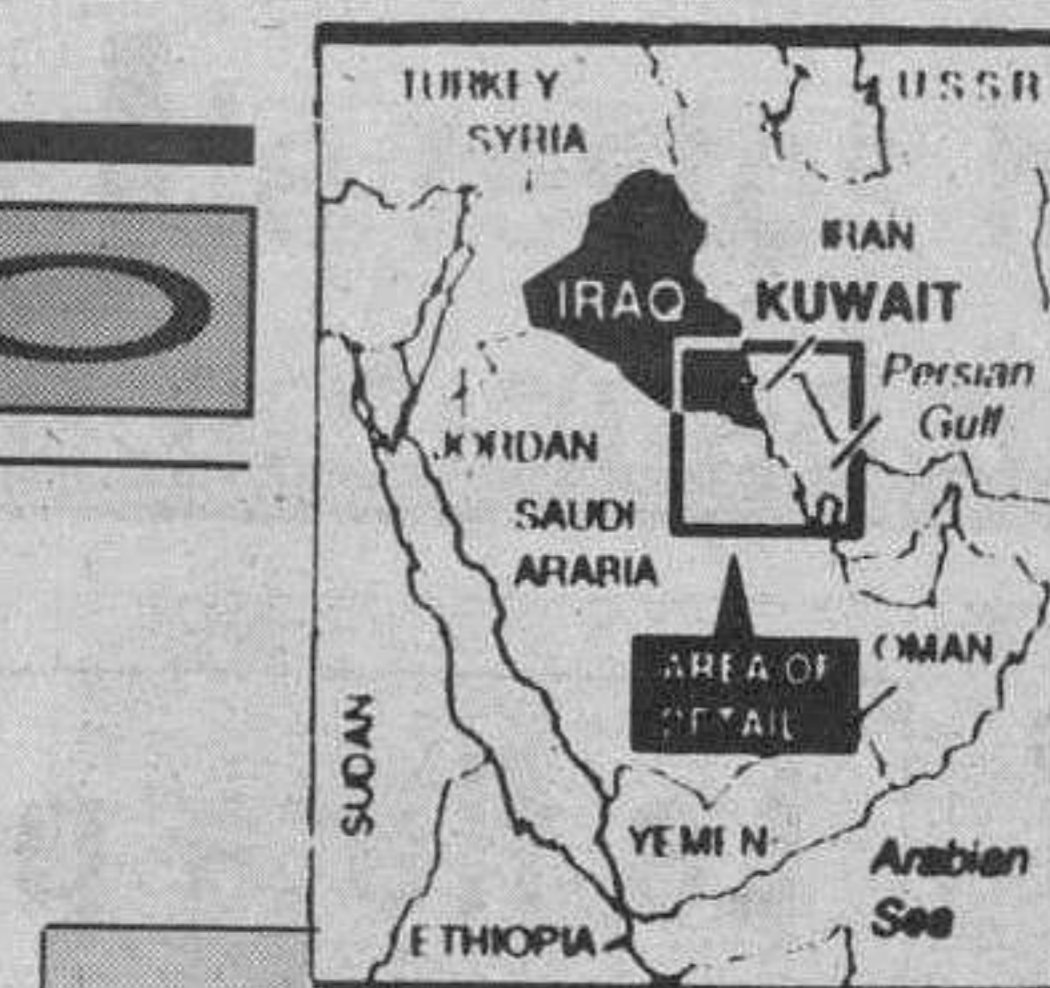 TURKEY
U.S.S.R
SYRIA
IRAN
IRAQ
KUWAIT
Persian
Gulf
JORDAN
SAUDI
ARABIA
AREA OF
DETAIL
OMAN
SUDAN
YEMEN
Arabian
Sea
ETHIOPIA